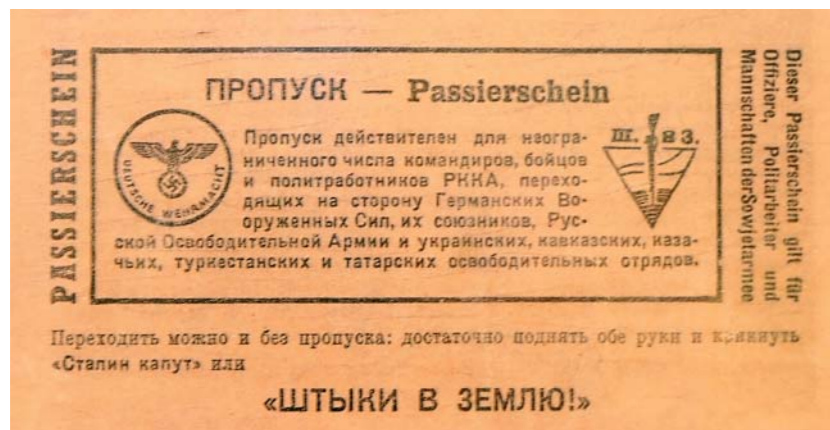 PASSIERSCHEIN
ПРОПУСК — Passierschein
DEUTSCHE WEHRMACHT
Ш. В З.
Пропуск действителен для неогра-
ниченного числа командиров, бойцов
и политработников РККА, перехо-
дящих на сторону Германских Во-
оруженных Сил, их союзников, Рус-
ской Освободительной Армии и украинских, кавказских, каза-
чьих, туркестанских и татарских освободительных отрядов.
Dieser Passierschein gilt für
Offiziere, Politarbeiter und
Mannschaften der Sowjetarmee
Переходить можно и без пропуска: достаточно поднять обе руки и крикнуть
«Сталин капут» или
«ШТЫКИ В ЗЕМЛЮ!»